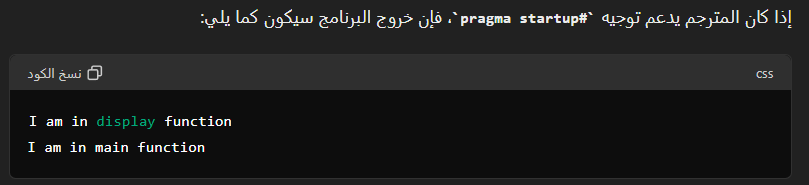 إذا كان المترجم يدعم توجيه `#pragma startup`، فإن خروج البرنامج سيكون كما يلي:
css نسخ الكود
I am in display function
I am in main function